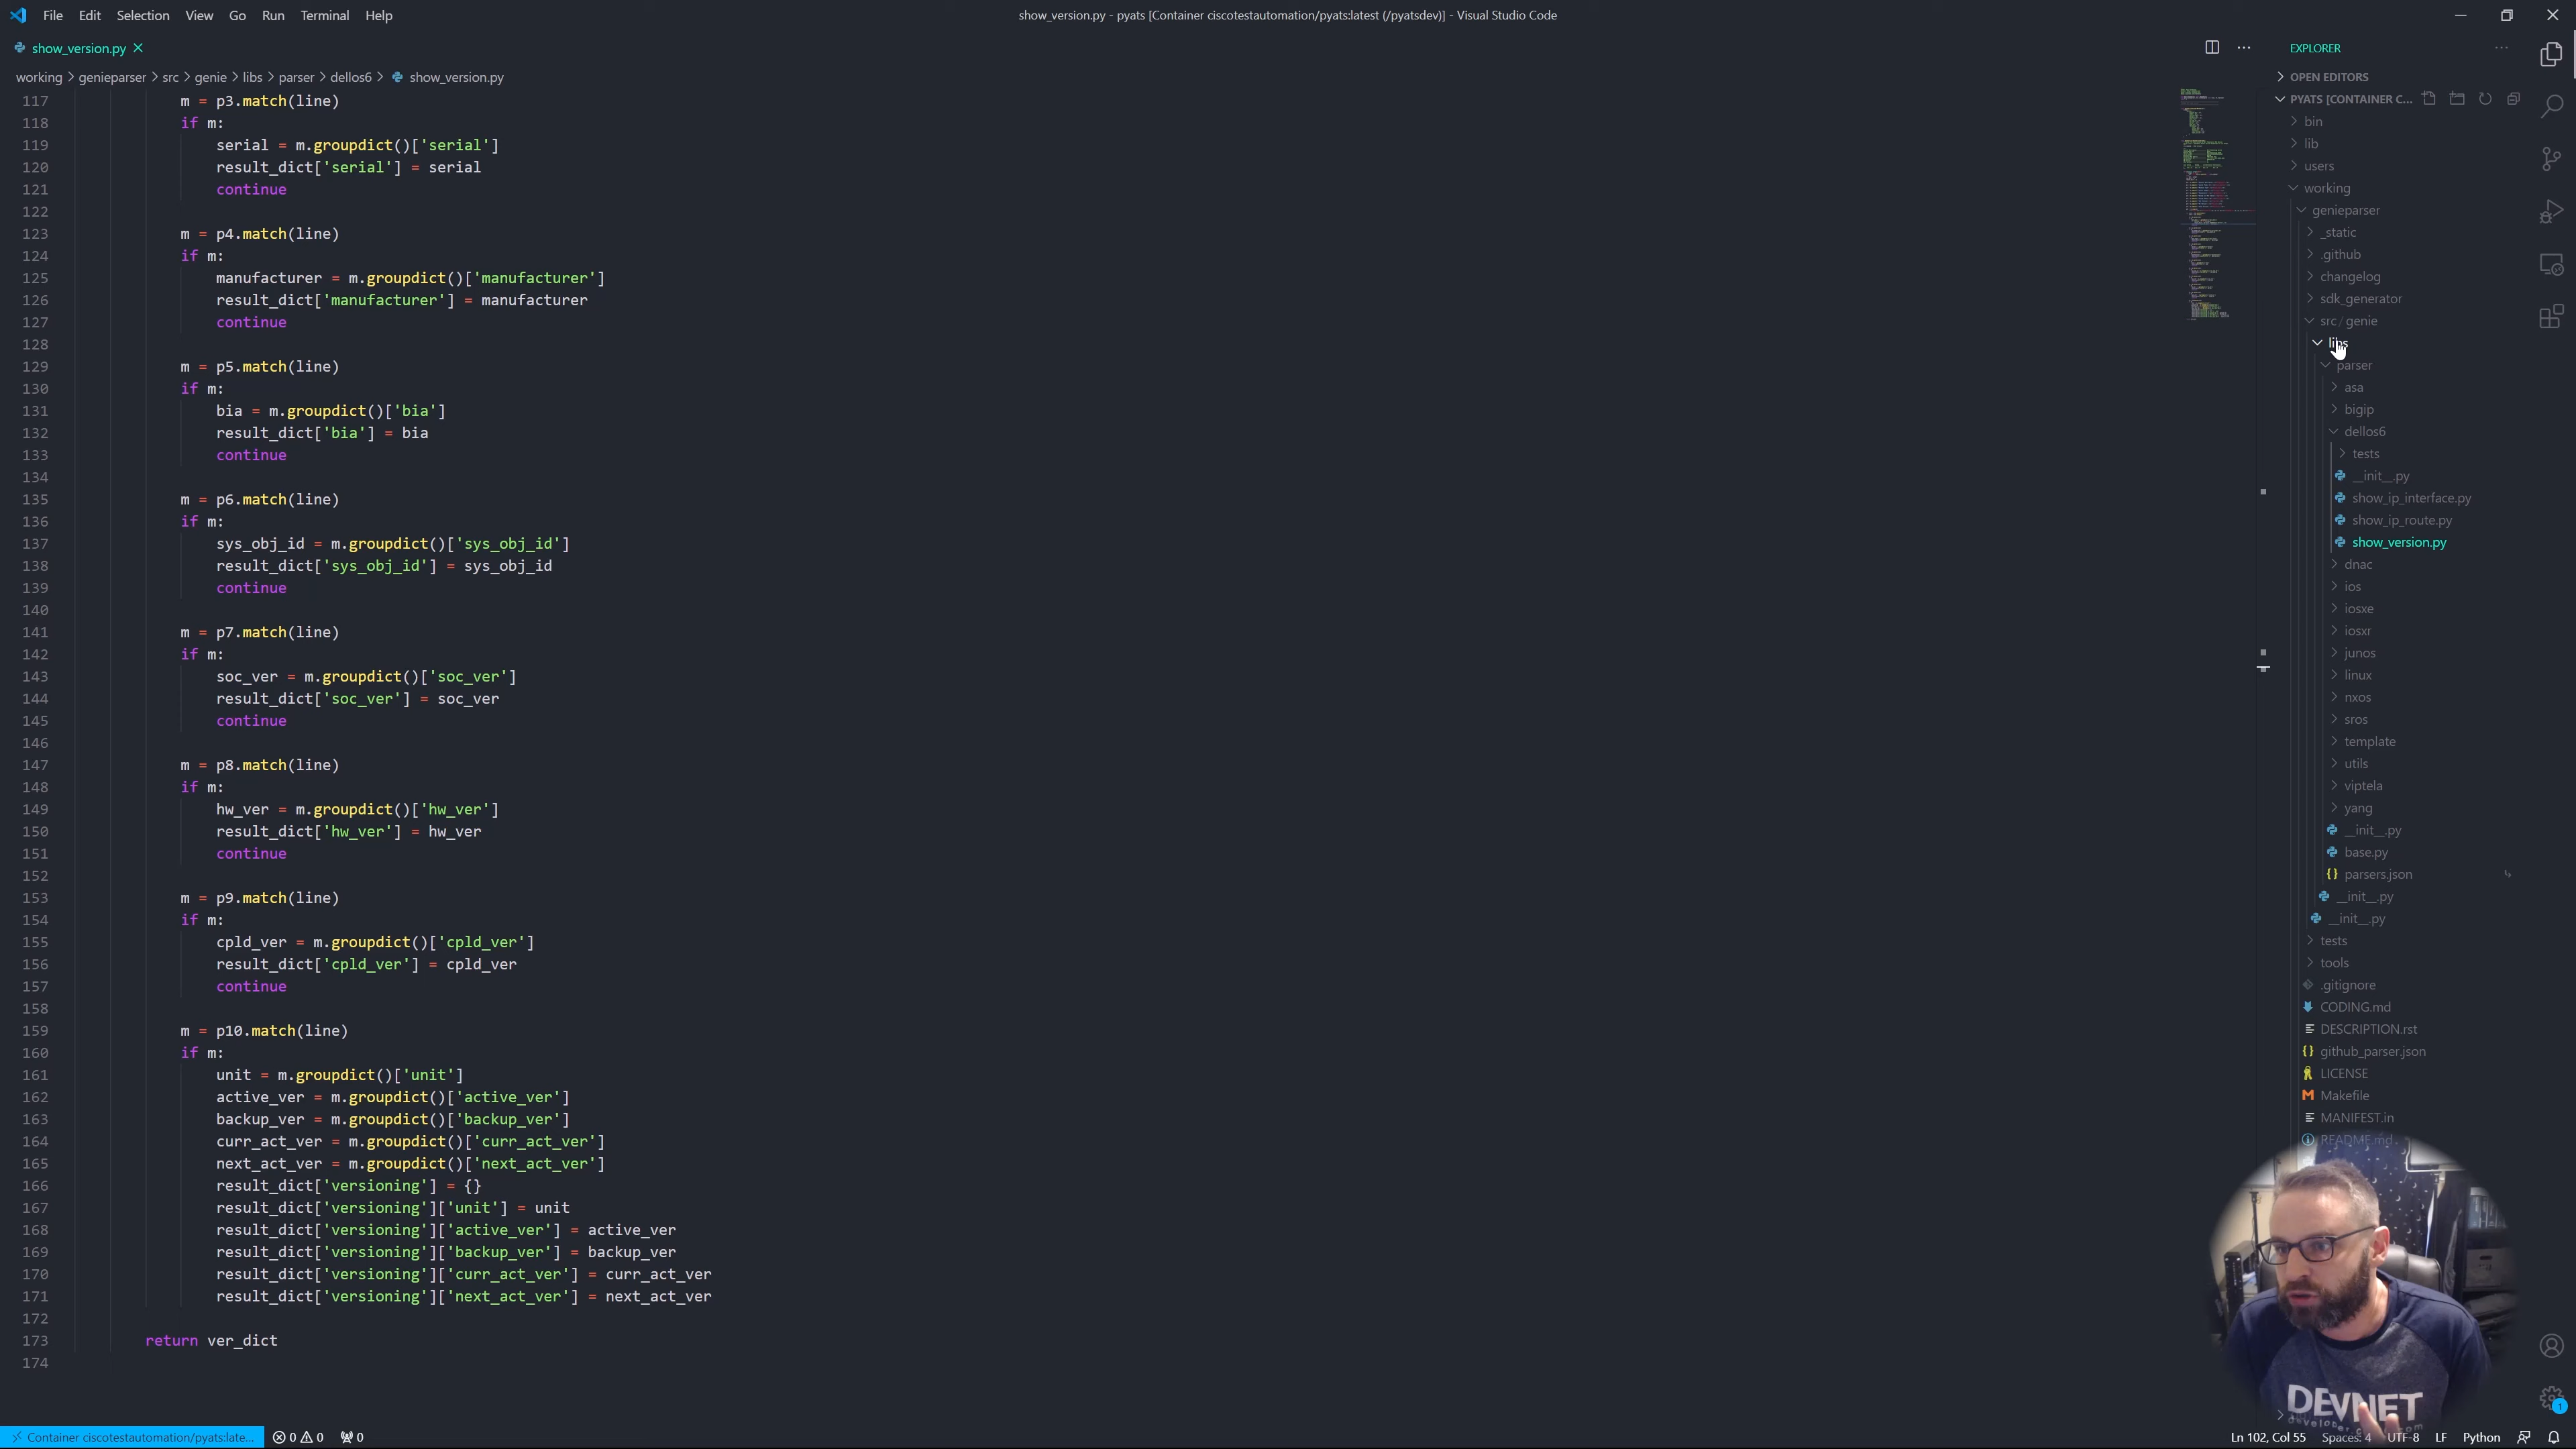 File Edit Selection View Go Run Terminal Help
show_version.py - pyats [Container ciscotestautomation/pyats:latest (/pyatsdev)] - Visual Studio Code
show_version.py
working > genieparser > src > genie > libs > parser > dellos6 > show_version.py
117 m = p3.match(line)
118 if m:
119 serial = m.groupdict()['serial']
120 result_dict['serial'] = serial
121 continue
122
123 m = p4.match(line)
124 if m:
125 manufacturer = m.groupdict()['manufacturer']
126 result_dict['manufacturer'] = manufacturer
127 continue
128
129 m = p5.match(line)
130 if m:
131 bia = m.groupdict()['bia']
132 result_dict['bia'] = bia
133 continue
134
135 m = p6.match(line)
136 if m:
137 sys_obj_id = m.groupdict()['sys_obj_id']
138 result_dict['sys_obj_id'] = sys_obj_id
139 continue
140
141 m = p7.match(line)
142 if m:
143 soc_ver = m.groupdict()['soc_ver']
144 result_dict['soc_ver'] = soc_ver
145 continue
146
147 m = p8.match(line)
148 if m:
149 hw_ver = m.groupdict()['hw_ver']
150 result_dict['hw_ver'] = hw_ver
151 continue
152
153 m = p9.match(line)
154 if m:
155 cpld_ver = m.groupdict()['cpld_ver']
156 result_dict['cpld_ver'] = cpld_ver
157 continue
158
159 m = p10.match(line)
160 if m:
161 unit = m.groupdict()['unit']
162 active_ver = m.groupdict()['active_ver']
163 backup_ver = m.groupdict()['backup_ver']
164 curr_act_ver = m.groupdict()['curr_act_ver']
165 next_act_ver = m.groupdict()['next_act_ver']
166 result_dict['versioning'] = {}
167 result_dict['versioning']['unit'] = unit
168 result_dict['versioning']['active_ver'] = active_ver
169 result_dict['versioning']['backup_ver'] = backup_ver
170 result_dict['versioning']['curr_act_ver'] = curr_act_ver
171 result_dict['versioning']['next_act_ver'] = next_act_ver
172
173 return ver_dict
174
EXPLORER
OPEN EDITORS
PYATS [CONTAINER C...
bin
lib
users
working
genieparser
_static
.github
changelog
sdk_generator
src / genie
libs
parser
asa
bigip
dellos6
tests
__init__.py
show_ip_interface.py
show_ip_route.py
show_version.py
dnac
ios
iosxe
iosxr
junos
linux
nxos
sros
template
utils
viptela
yang
__init__.py
base.py
parsers.json
__init__.py
__init__.py
tests
tools
.gitignore
CODING.md
DESCRIPTION.rst
github_parser.json
LICENSE
Makefile
MANIFEST.in
README.md
DEVNET
1
Container ciscotestautomation/pyats:late... 0 0 0
Ln 102, Col 55 Spaces: 4 UTF-8 LF Python